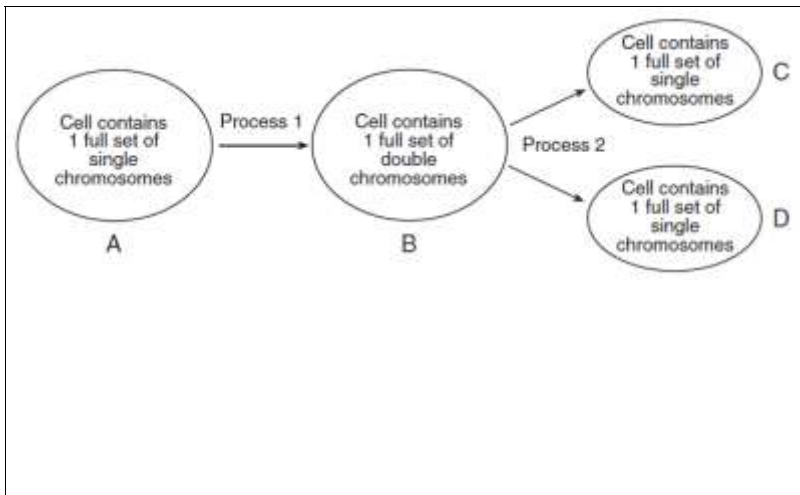 Cell contains
1 full set of
single
chromosomes
A
Process 1
Cell contains
1 full set of
double
chromosomes
B
Process 2
Cell contains
1 full set of
single
chromosomes
C
Cell contains
1 full set of
single
chromosomes
D